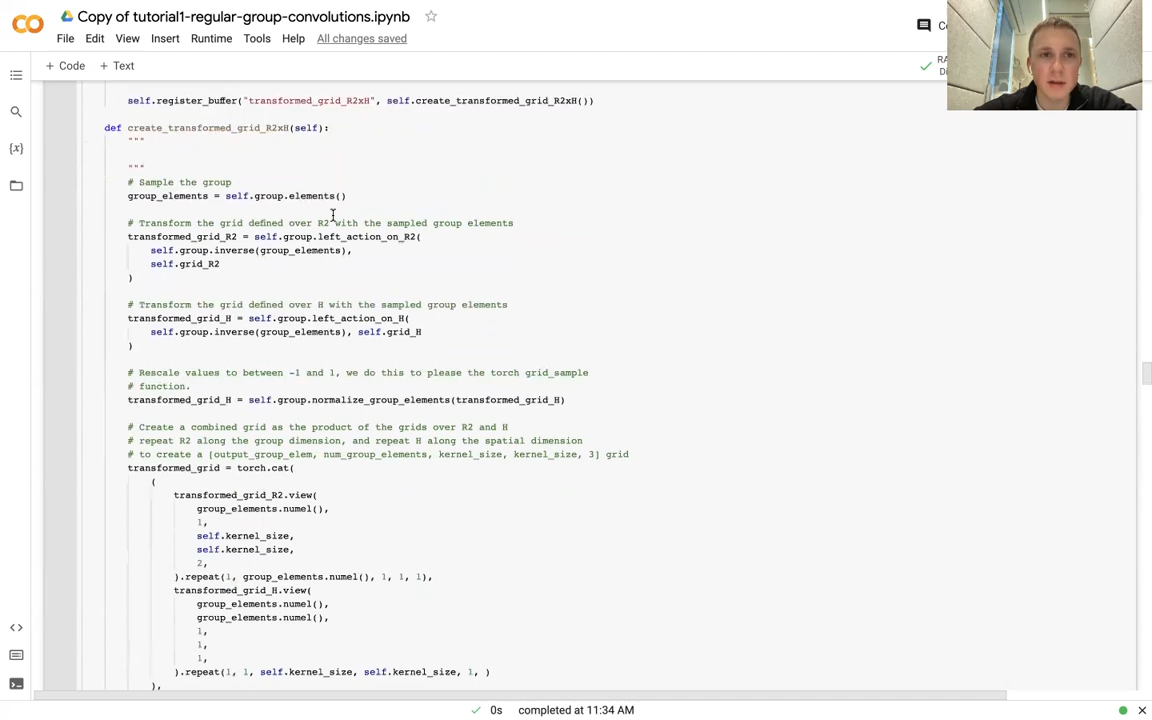 Copy of tutorial1-regular-group-convolutions.ipynb
File Edit View Insert Runtime Tools Help All changes saved
+ Code + Text
self.register_buffer("transformed_grid_R2xH", self.create_transformed_grid_R2xH())
def create_transformed_grid_R2xH(self):
"""
"""
# Sample the group
group_elements = self.group.elements()
# Transform the grid defined over R2 with the sampled group elements
transformed_grid_R2 = self.group.left_action_on_R2(
self.group.inverse(group_elements),
self.grid_R2
)
# Transform the grid defined over H with the sampled group elements
transformed_grid_H = self.group.left_action_on_H(
self.group.inverse(group_elements), self.grid_H
)
# Rescale values to between -1 and 1, we do this to please the torch grid_sample
# function.
transformed_grid_H = self.group.normalize_group_elements(transformed_grid_H)
# Create a combined grid as the product of the grids over R2 and H
# repeat R2 along the group dimension, and repeat H along the spatial dimension
# to create a [output_group_elem, num_group_elements, kernel_size, kernel_size, 3] grid
transformed_grid = torch.cat(
(
transformed_grid_R2.view(
group_elements.numel(),
1,
self.kernel_size,
self.kernel_size,
2,
).repeat(1, group_elements.numel(), 1, 1, 1),
transformed_grid_H.view(
group_elements.numel(),
group_elements.numel(),
1,
1,
1,
).repeat(1, 1, self.kernel_size, self.kernel_size, 1, )
),
0s completed at 11:34 AM